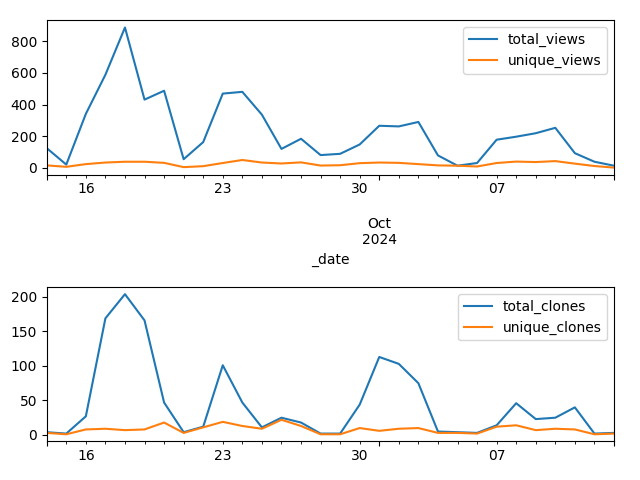 800
600
400
200
0
total_views
unique_views
16 23 30 07
Oct
2024
_date
200
150
100
50
0
total_clones
unique_clones
16 23 30 07